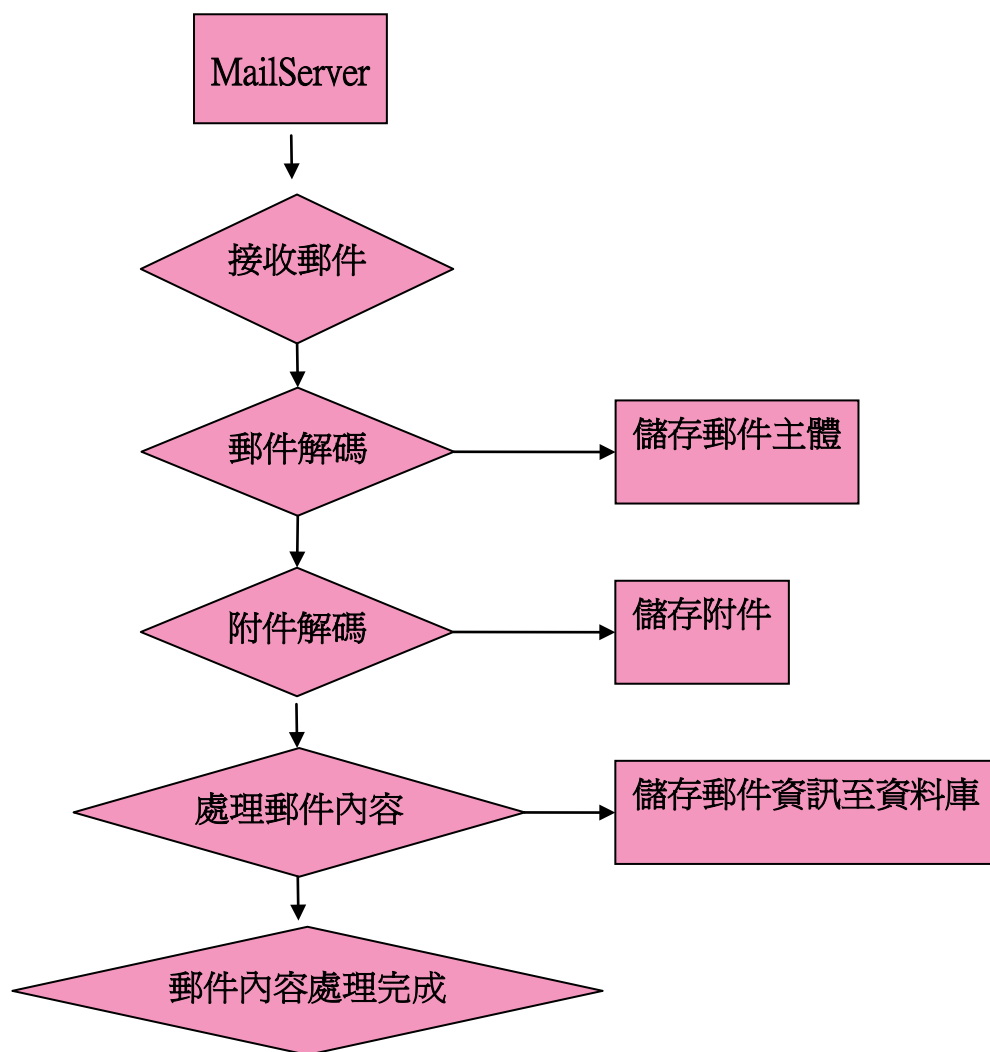 MailServer
接收郵件
郵件解碼
儲存郵件主體
附件解碼
儲存附件
處理郵件內容
儲存郵件資訊至資料庫
郵件內容處理完成